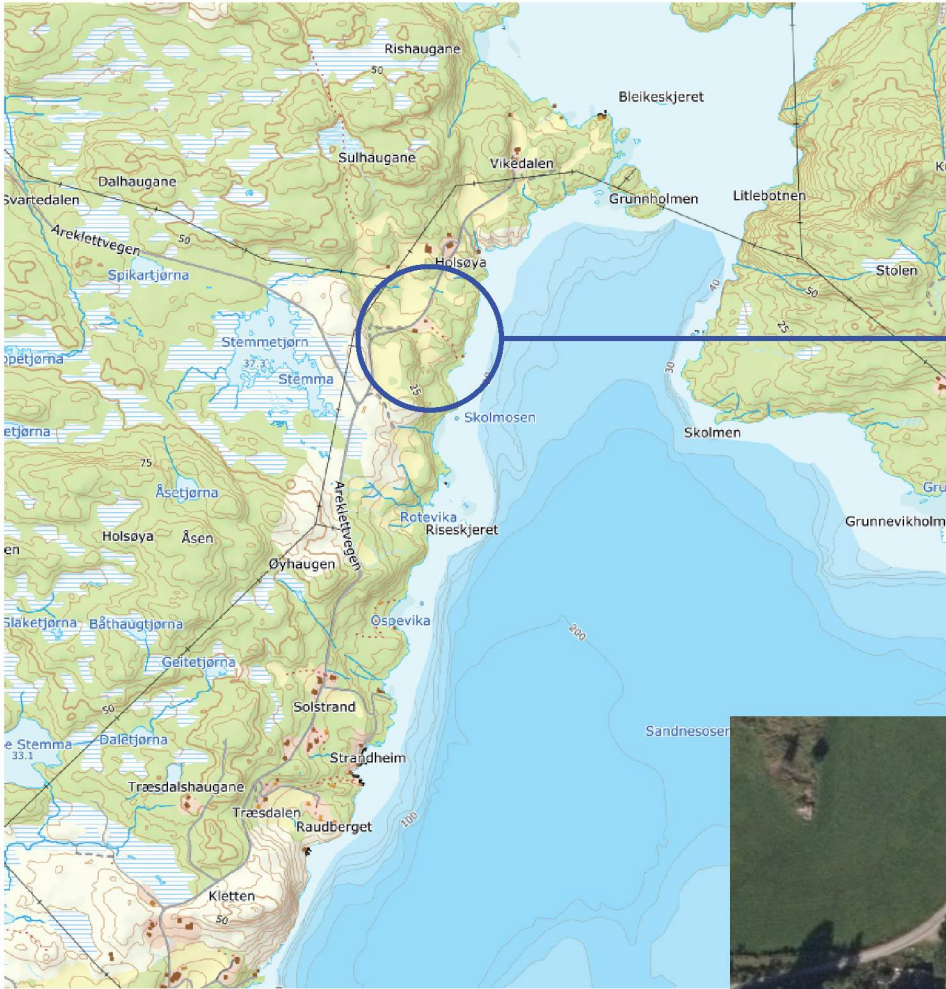 Rishaugane
50
Bleikeskjeret
Sulhaugane
Vikedalen
Dalhaugane
Svartedalen
Grunnholmen
Litlebotnen
Areklettvegen
50
Holsøya
Spikartjørna
Stolen
40
50
25
Stemmetjørn
37.3
Stemma
30
25
Skolmosen
Skolmen
75
Åsetjørna
Areklettvegen
Rotevika
Riseskjeret
Grunnevikholm
Holsøya
Åsen
Øyhaugen
Slaketjørna
Båthaugtjørna
Ospevika
200
Geitetjørna
50
Solstrand
Daletjørna
Sandnesosen
e Stemma
33.1
Strandheim
Træsdalshaugane
Træsdalen
Raudberget
100
Kletten
50